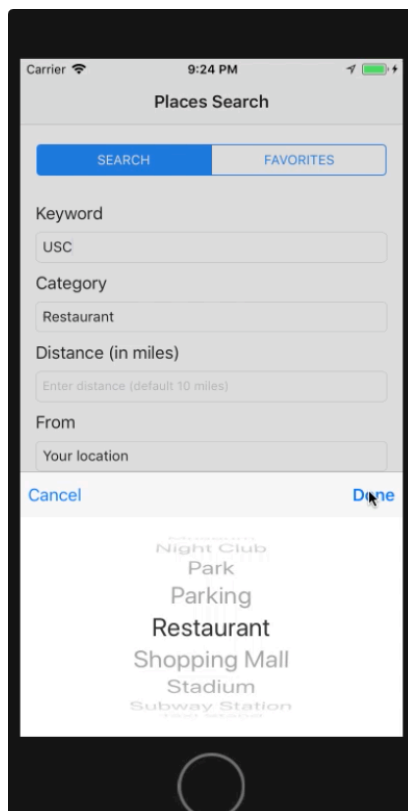 Carrier 9:24 PM
Places Search
SEARCH FAVORITES
Keyword
USC
Category
Restaurant
Distance (in miles)
Enter distance (default 10 miles)
From
Your location
Cancel Done
Night Club
Park
Parking
Restaurant
Shopping Mall
Stadium
Subway Station